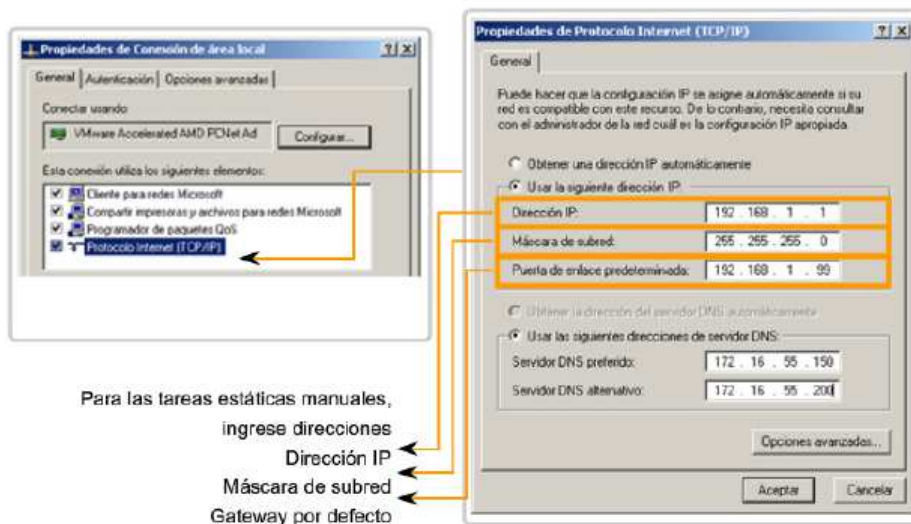 Propiedades de Conexión de área local
General
Autenticación
Opciones avanzadas
Conectar usando
VMware Accelerated AMD PCNet Ad
Configurar...
Esta conexión utiliza los siguientes elementos:
Cliente para redes Microsoft
Compartir impresoras y archivos para redes Microsoft
Programador de paquetes QoS
Protocolo Internet (TCP/IP)
Para las tareas estáticas manuales,
ingrese direcciones
Dirección IP
Máscara de subred
Gateway por defecto
Propiedades de Protocolo Internet (TCP/IP)
General
Puede hacer que la configuración IP se asigne automáticamente si su
red es compatible con este recurso. De lo contrario, necesita consultar
con el administrador de la red cuál es la configuración IP apropiada.
Obtener una dirección IP automáticamente
Usar la siguiente dirección IP:
Dirección IP: 192 . 168 . 1 . 1
Máscara de subred: 255 . 255 . 255 . 0
Puerta de enlace predeterminada: 192 . 168 . 1 . 99
Obtener la dirección del servidor DNS automáticamente
Usar las siguientes direcciones de servidor DNS:
Servidor DNS preferido: 172 . 16 . 55 . 150
Servidor DNS alternativo: 172 . 16 . 55 . 200
Opciones avanzadas...
Aceptar
Cancelar